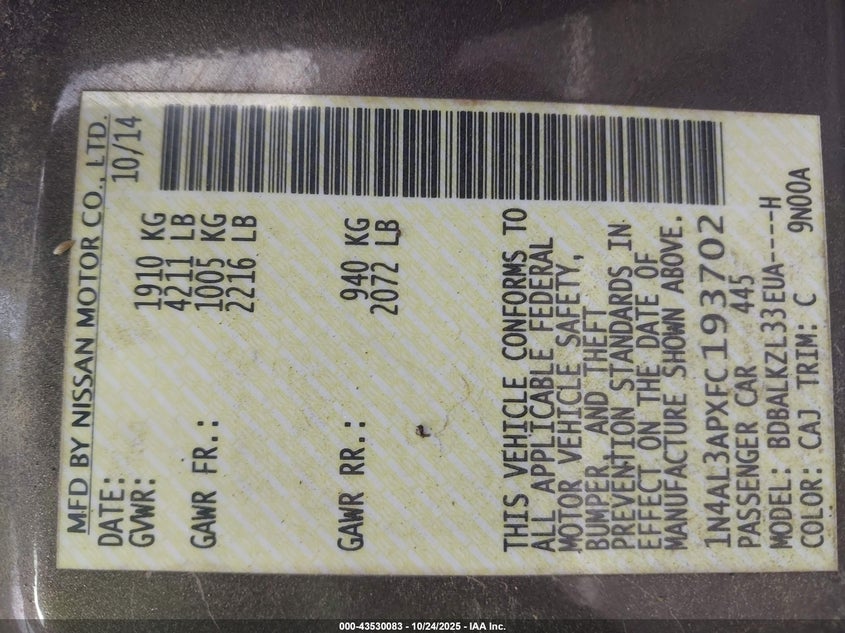 MFD BY NISSAN MOTOR CO., LTD.
DATE: 10/14
GVWR: 1910 KG
4211 LB
GAWR FR.: 1005 KG
2216 LB
GAWR RR.: 940 KG
2072 LB
THIS VEHICLE CONFORMS TO
ALL APPLICABLE FEDERAL
MOTOR VEHICLE SAFETY,
BUMPER, AND THEFT
PREVENTION STANDARDS IN
EFFECT ON THE DATE OF
MANUFACTURE SHOWN ABOVE.
1N4AL3APXFC193702
PASSENGER CAR 445
MODEL: BDBALKZL33EUA----H
COLOR: CAJ TRIM: C 9N00A
000-43530083 - 10/24/2025 - IAA Inc.